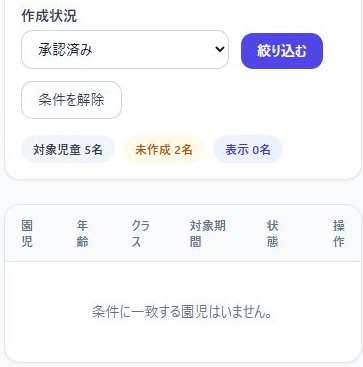 作成状況
承認済み
絞り込む
条件を解除
対象児童 5名 未作成 2名 表示 0名
園児 年齢 クラス 対象期間 状態 操作
条件に一致する園児はいません。